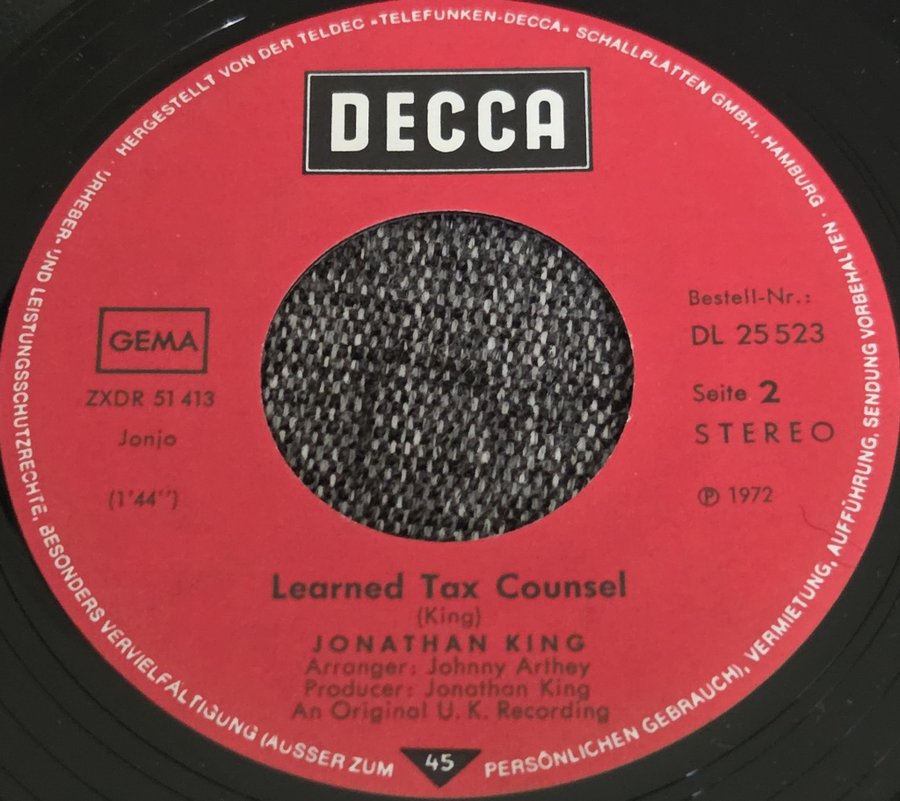 HERGESTELLT VON DER TELDEC »TELEFUNKEN-DECCA« SCHALLPLATTEN GMBH., HAMBURG · URHEBER- UND LEISTUNGSSCHUTZRECHTE, BESONDERS VERVIELFÄLTIGUNG (AUSSER ZUM PERSÖNLICHEN GEBRAUCH), VERMIETUNG, AUFFÜHRUNG, SENDUNG VORBEHALTEN ·
DECCA
GEMA
ZXDR 51 413
Jonjo
(1'44'')
Bestell-Nr.:
DL 25 523
Seite 2
STEREO
℗ 1972
Learned Tax Counsel
(King)
JONATHAN KING
Arranger: Johnny Arthey
Producer: Jonathan King
An Original U. K. Recording
45